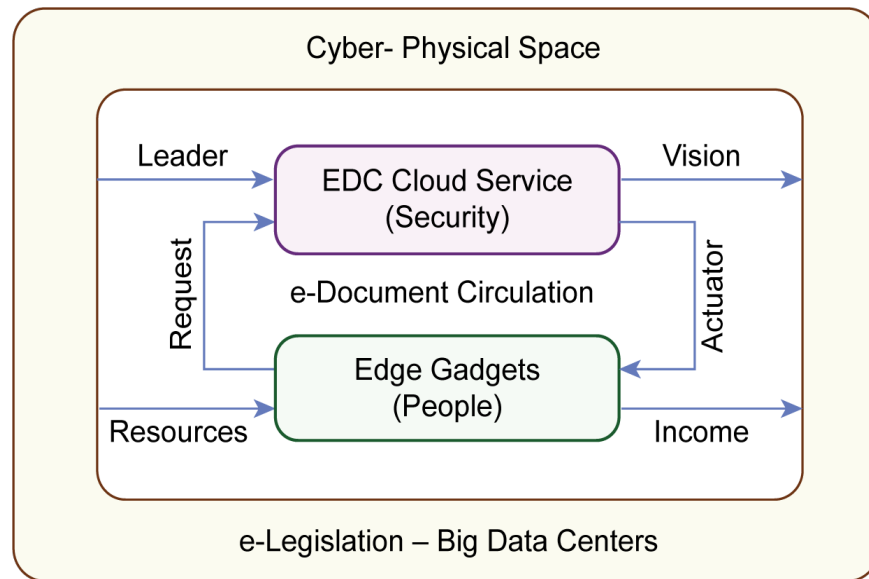 Cyber- Physical Space
Leader
EDC Cloud Service
(Security)
Vision
Request
e-Document Circulation
Actuator
Edge Gadgets
(People)
Resources
Income
e-Legislation – Big Data Centers